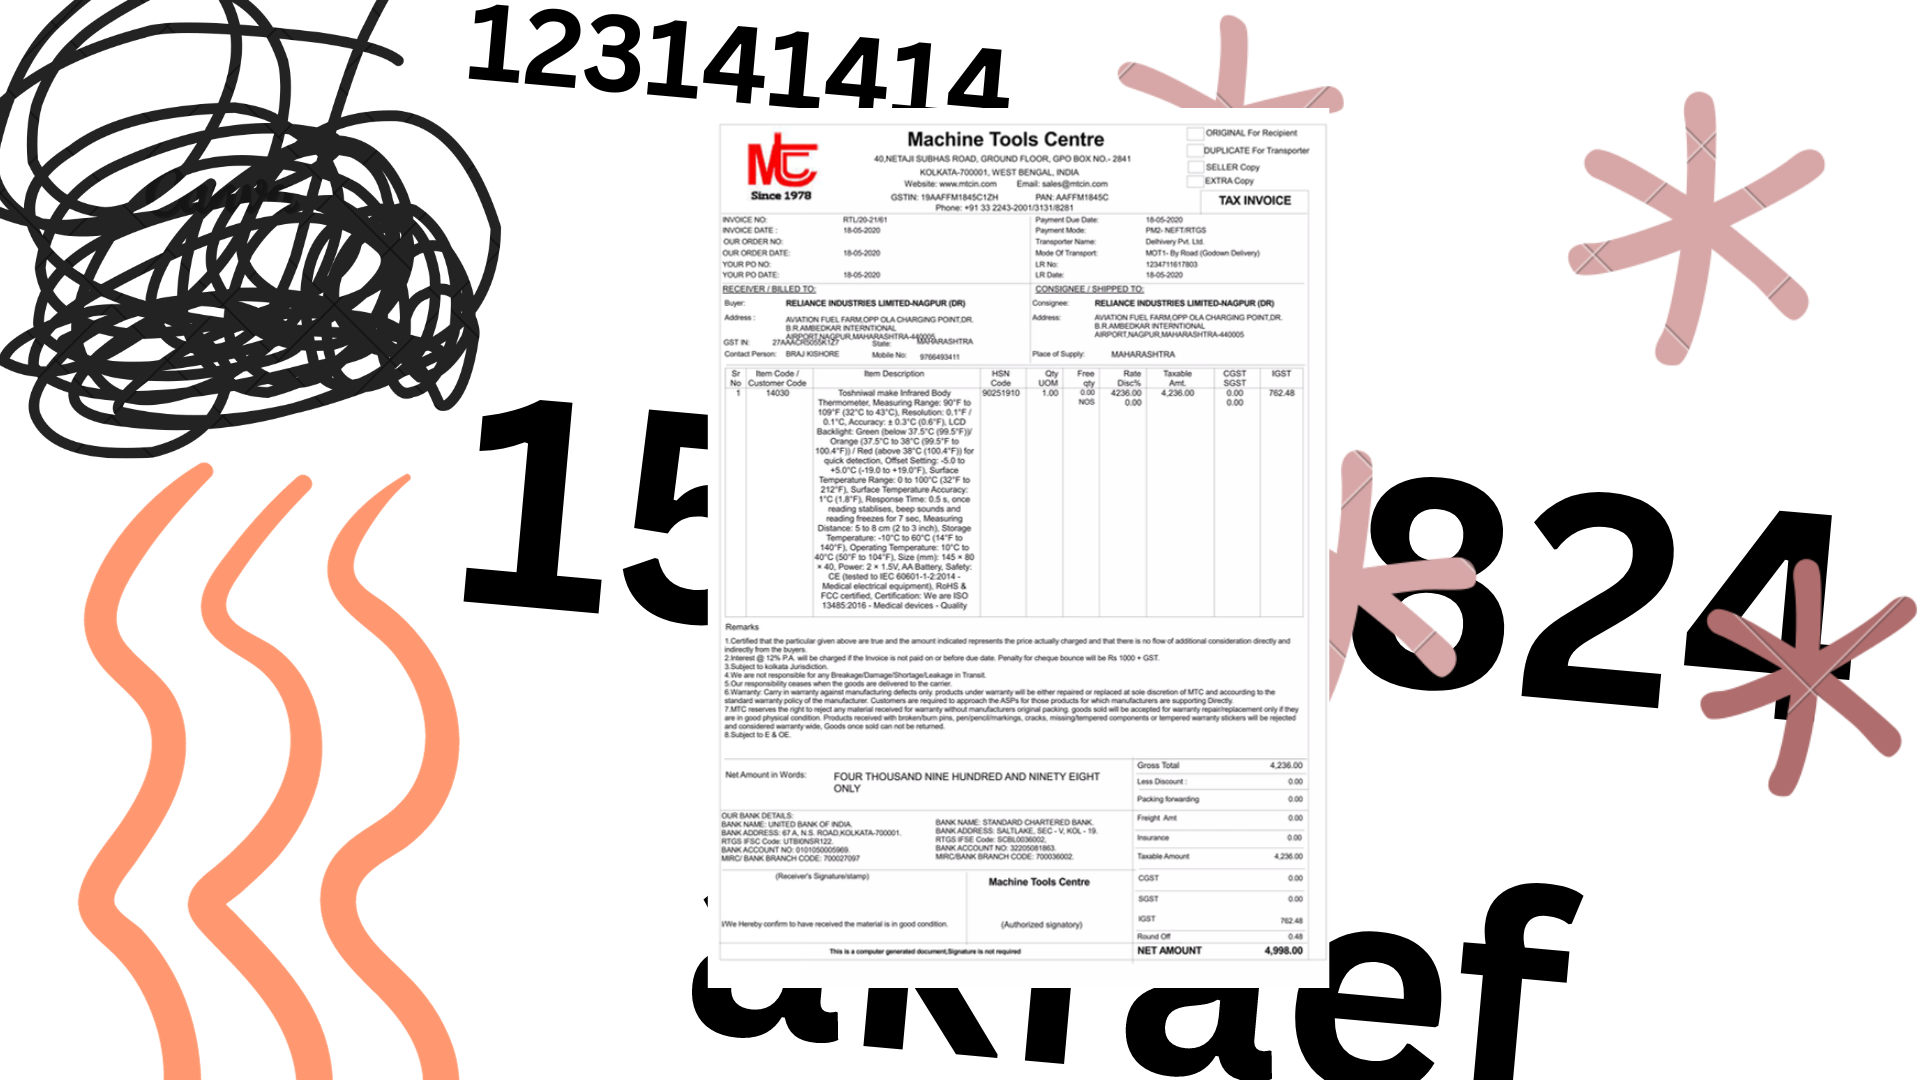 123141414
MTC
Since 1978
Machine Tools Centre
40,NETAJI SUBHAS ROAD, GROUND FLOOR, GPO BOX NO.- 2841
KOLKATA-700001, WEST BENGAL, INDIA
Website: www.mtcin.com Email: sales@mtcin.com
GSTIN: 19AAFFM1845C1ZH PAN: AAFFM1845C
Phone: +91 33 2243-2001/3131/8281
ORIGINAL For Recipient
DUPLICATE For Transporter
SELLER Copy
EXTRA Copy
TAX INVOICE
INVOICE NO: RTL/20-21/61
INVOICE DATE : 18-05-2020
OUR ORDER NO:
OUR ORDER DATE: 18-05-2020
YOUR PO NO:
YOUR PO DATE: 18-05-2020
Payment Due Date: 18-05-2020
Payment Mode: PM2- NEFT/RTGS
Transporter Name: Delhivery Pvt. Ltd.
Mode Of Transport: MOT1- By Road (Godown Delivery)
LR No: 1234711617803
LR Date: 18-05-2020
RECEIVER / BILLED TO:
Buyer: RELIANCE INDUSTRIES LIMITED-NAGPUR (DR)
Address : AVIATION FUEL FARM,OPP OLA CHARGING POINT,DR.
B.R.AMBEDKAR INTERNTIONAL
AIRPORT,NAGPUR,MAHARASHTRA-440005
GST IN: 27AAACR5055K1Z7 State: MAHARASHTRA
Contact Person: BRAJ KISHORE Mobile No: 9766493411
CONSIGNEE / SHIPPED TO:
Consignee: RELIANCE INDUSTRIES LIMITED-NAGPUR (DR)
Address: AVIATION FUEL FARM,OPP OLA CHARGING POINT,DR.
B.R.AMBEDKAR INTERNTIONAL
AIRPORT,NAGPUR,MAHARASHTRA-440005
Place of Supply: MAHARASHTRA
Sr Item Code / Item Description HSN Qty Free Rate Taxable CGST IGST
No Customer Code Code UOM qty Disc% Amt. SGST
1 14030 Toshniwal make Infrared Body 90251910 1.00 0.00 4236.00 4,236.00 0.00 762.48
Thermometer, Measuring Range: 90°F to NOS 0.00 0.00
109°F (32°C to 43°C), Resolution: 0.1°F /
0.1°C, Accuracy: ± 0.3°C (0.6°F), LCD
Backlight: Green (below 37.5°C (99.5°F))/
Orange (37.5°C to 38°C (99.5°F to
100.4°F)) / Red (above 38°C (100.4°F)) for
quick detection, Offset Setting: -5.0 to
+5.0°C (-19.0 to +19.0°F), Surface
Temperature Range: 0 to 100°C (32°F to
212°F), Surface Temperature Accuracy:
1°C (1.8°F), Response Time: 0.5 s, once
reading stablises, beep sounds and
reading freezes for 7 sec, Measuring
Distance: 5 to 8 cm (2 to 3 inch), Storage
Temperature: -10°C to 60°C (14°F to
140°F), Operating Temperature: 10°C to
40°C (50°F to 104°F), Size (mm): 145 × 80
× 40, Power: 2 × 1.5V, AA Battery, Safety:
CE (tested to IEC 60601-1-2:2014 -
Medical electrical equipment), RoHS &
FCC certified, Certification: We are ISO
13485:2016 - Medical devices - Quality
15 824
Remarks
1.Certified that the particular given above are true and the amount indicated represents the price actually charged and that there is no flow of additional consideration directly and
indirectly from the buyers.
2.Interest @ 12% P.A. will be charged if the Invoice is not paid on or before due date. Penalty for cheque bounce will be Rs 1000 + GST.
3.Subject to kolkata Jurisdiction.
4.We are not responsible for any Breakage/Damage/Shortage/Leakage in Transit.
5.Our responsibility ceases when the goods are delivered to the carrier.
6.Warranty: Carry in warranty against manufacturing defects only. products under warranty will be either repaired or replaced at sole discretion of MTC and according to the
standard warranty policy of the manufacturer. Customers are required to approach the ASPs for those products for which manufacturers are supporting Directly.
7.MTC reserves the right to reject any material received for warranty without manufacturers original packing. goods sold will be accepted for warranty repair/replacement only if they
are in good physical condition. Products received with broken/burn pins, pen/pencil/markings, cracks, missing/tempered components or tempered warranty stickers will be rejected
and considered warranty wide, Goods once sold can not be returned.
8.Subject to E & OE.
Net Amount in Words: FOUR THOUSAND NINE HUNDRED AND NINETY EIGHT
ONLY
Gross Total 4,236.00
Less Discount : 0.00
Packing forwarding 0.00
Freight Amt 0.00
Insurance 0.00
Taxable Amount 4,236.00
CGST 0.00
SGST 0.00
IGST 762.48
Round Off 0.48
NET AMOUNT 4,998.00
OUR BANK DETAILS:
BANK NAME: UNITED BANK OF INDIA.
BANK ADDRESS: 67 A, N.S. ROAD,KOLKATA-700001.
RTGS IFSC Code: UTBI0NSR122.
BANK ACCOUNT NO: 0101050005969.
MIRC/ BANK BRANCH CODE: 700027097
BANK NAME: STANDARD CHARTERED BANK.
BANK ADDRESS: SALTLAKE, SEC - V, KOL - 19.
RTGS IFSE Code: SCBL0036002,
BANK ACCOUNT NO: 32205081863.
MIRC/BANK BRANCH CODE: 700036002.
(Receiver's Signature/stamp)
I/We Hereby confirm to have received the material is in good condition.
Machine Tools Centre
(Authorized signatory)
This is a computer generated document,Signature is not required